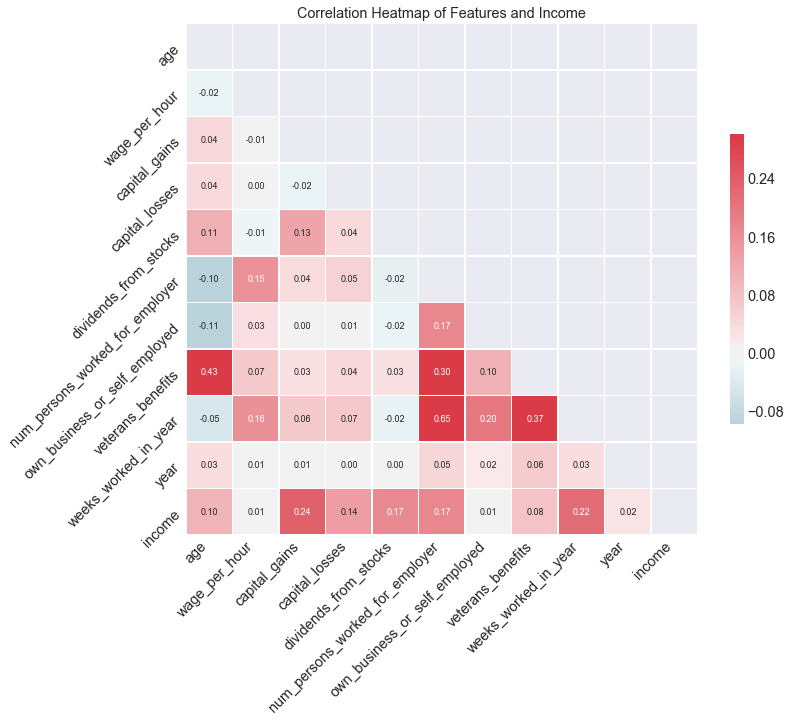 Correlation Heatmap of Features and Income
age
wage_per_hour -0.02
capital_gains 0.04 -0.01
capital_losses 0.04 0.00 -0.02
dividends_from_stocks 0.11 -0.01 0.13 0.04
num_persons_worked_for_employer -0.10 0.15 0.04 0.05 -0.02
own_business_or_self_employed -0.11 0.03 0.00 0.01 -0.02 0.17
veterans_benefits 0.43 0.07 0.03 0.04 0.03 0.30 0.10
weeks_worked_in_year -0.05 0.16 0.06 0.07 -0.02 0.65 0.20 0.37
year 0.03 0.01 0.01 0.00 0.00 0.05 0.02 0.06 0.03
income 0.10 0.01 0.24 0.14 0.17 0.17 0.01 0.08 0.22 0.02
age
wage_per_hour
capital_gains
capital_losses
dividends_from_stocks
num_persons_worked_for_employer
own_business_or_self_employed
veterans_benefits
weeks_worked_in_year
year
income
0.24
0.16
0.08
0.00
−0.08